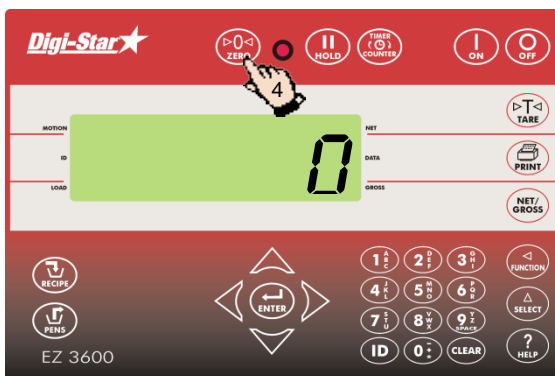 Digi-Star
▷0◁
ZERO
HOLD
TIMER
COUNTER
ON
OFF
4
▷T◁
TARE
PRINT
NET/
GROSS
MOTION
ID
LOAD
0
NET
DATA
GROSS
RECIPE
PENS
ENTER
1 A B C
2 D E F
3 G H I
4 J K L
5 M N O
6 P Q R
7 S T U
8 V W X
9 Y Z SPACE
ID
0
CLEAR
FUNCTION
SELECT
?
HELP
EZ 3600